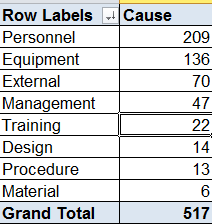 Row Labels Cause
Personnel 209
Equipment 136
External 70
Management 47
Training 22
Design 14
Procedure 13
Material 6
Grand Total 517